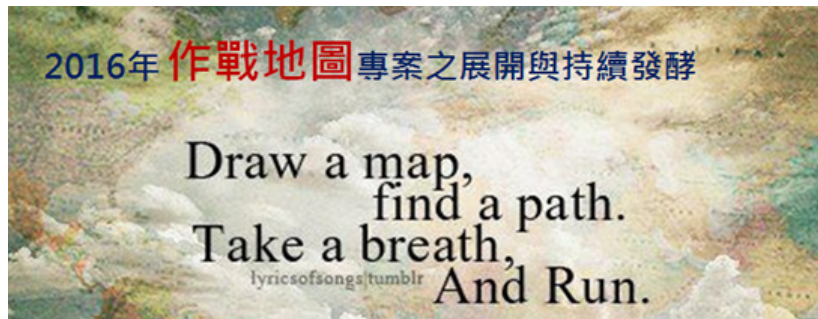 2016年 作戰地圖專案之展開與持續發酵
Draw a map,
find a path.
Take a breath,
lyricsofsongs|tumblr
And Run.